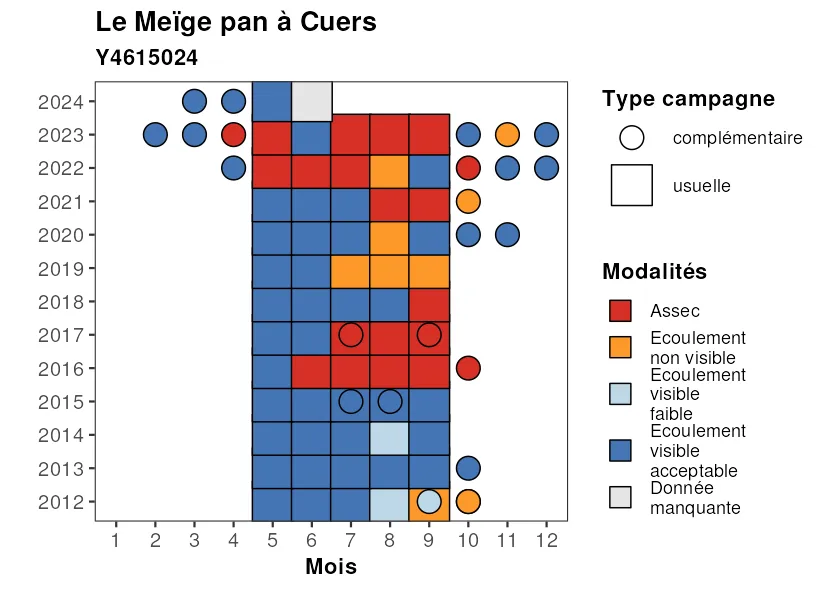 Le Meïge pan à Cuers
Y4615024
2024
2023
2022
2021
2020
2019
2018
2017
2016
2015
2014
2013
2012
1 2 3 4 5 6 7 8 9 10 11 12
Mois
Type campagne
complémentaire
usuelle
Modalités
Assec
Ecoulement
non visible
Ecoulement
visible
faible
Ecoulement
visible
acceptable
Donnée
manquante